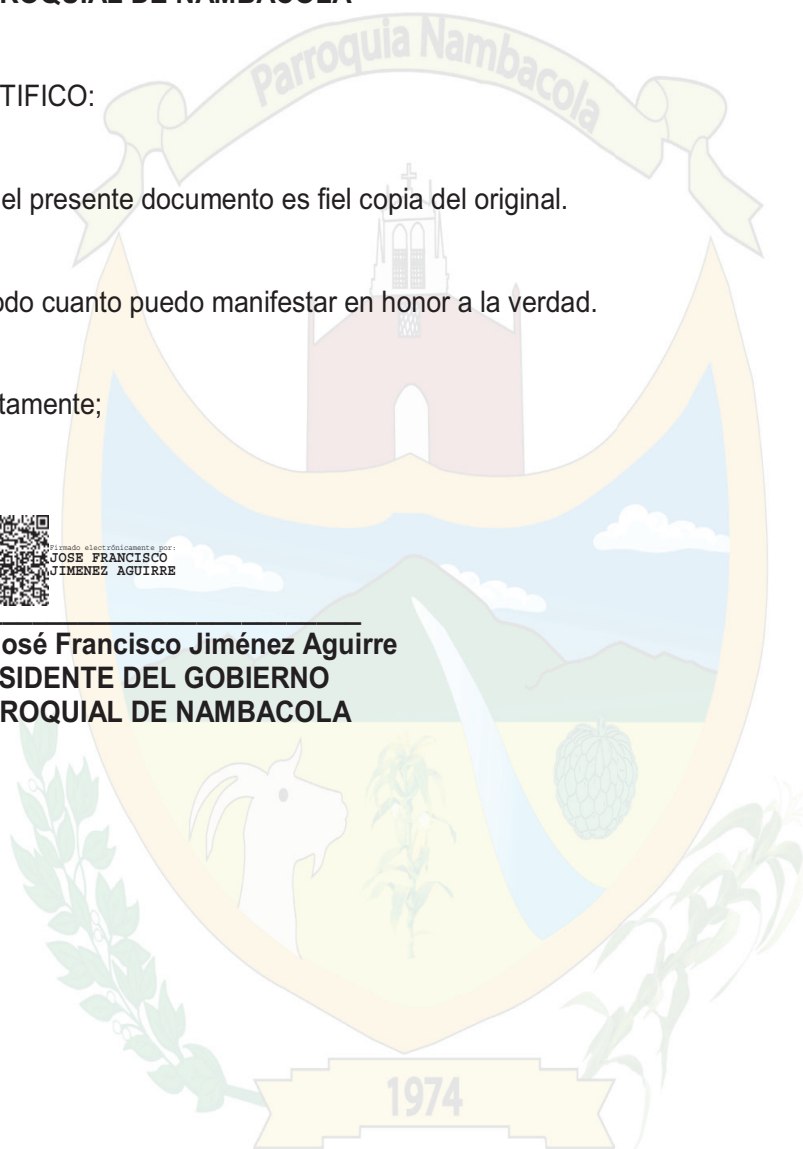 ROQUIAL DE NAMBACOLA
Parroquia Nambacola
TIFICO:
el presente documento es fiel copia del original.
odo cuanto puedo manifestar en honor a la verdad.
tamente;
Firmado electrónicamente por:
JOSE FRANCISCO
JIMENEZ AGUIRRE
osé Francisco Jiménez Aguirre
SIDENTE DEL GOBIERNO
ROQUIAL DE NAMBACOLA
1974